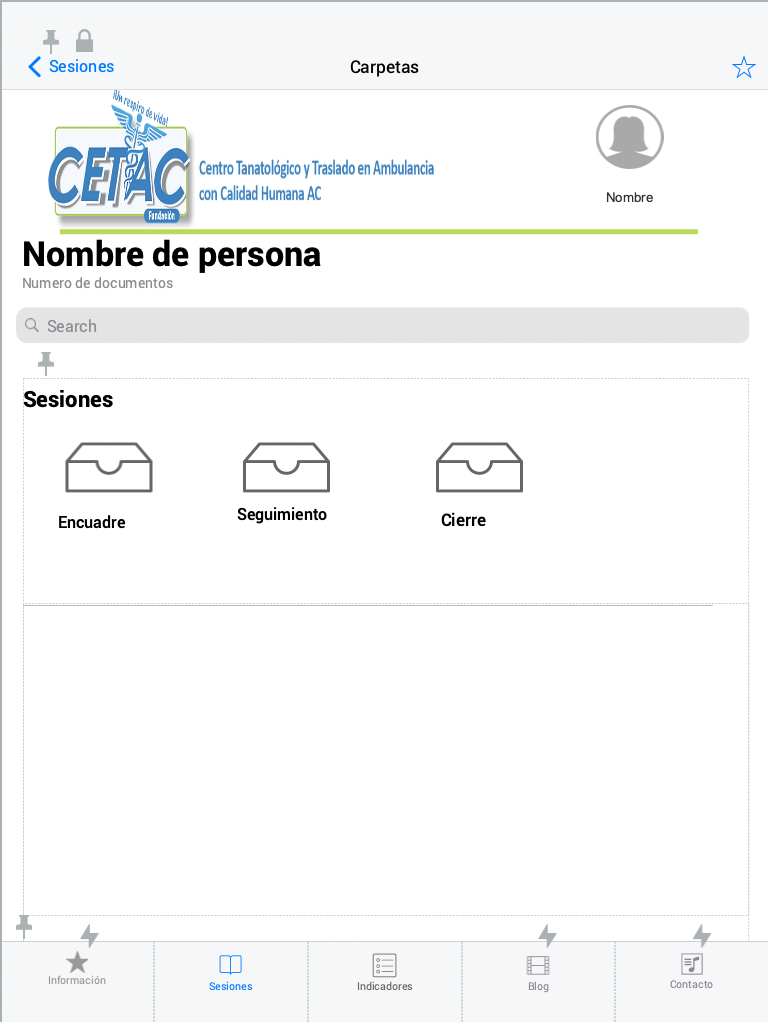 Sesiones
Carpetas
¡Un respiro de vida!
CETAC
Fundación
Centro Tanatológico y Traslado en Ambulancia
con Calidad Humana AC
Nombre
Nombre de persona
Numero de documentos
Search
Sesiones
Encuadre
Seguimiento
Cierre
Información
Sesiones
Indicadores
Blog
Contacto